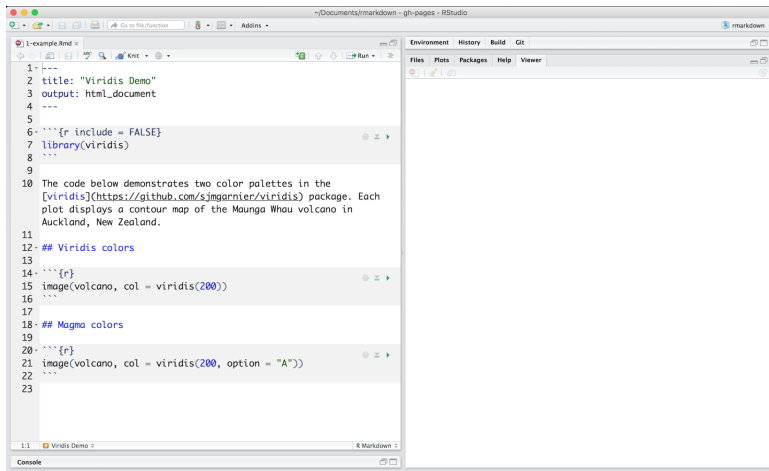 ~/Documents/rmarkdown - gh-pages - RStudio
Go to file/function
Addins
rmarkdown
1-example.Rmd
Knit
Run
1 ---
2 title: "Viridis Demo"
3 output: html_document
4 ---
5
6 ```{r include = FALSE}
7 library(viridis)
8 ```
9
10 The code below demonstrates two color palettes in the
[viridis](https://github.com/sjmgarnier/viridis) package. Each
plot displays a contour map of the Maunga Whau volcano in
Auckland, New Zealand.
11
12 ## Viridis colors
13
14 ```{r}
15 image(volcano, col = viridis(200))
16 ```
17
18 ## Magma colors
19
20 ```{r}
21 image(volcano, col = viridis(200, option = "A"))
22 ```
23
1:1 Viridis Demo R Markdown
Console
Environment History Build Git
Files Plots Packages Help Viewer